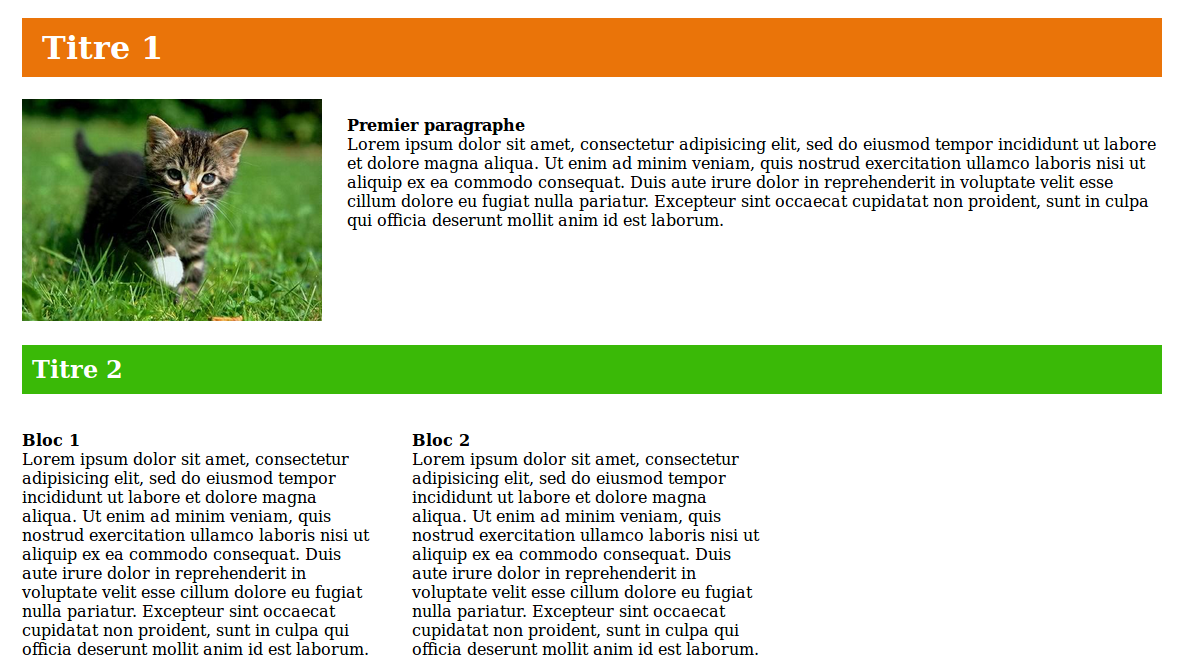 Titre 1
Premier paragraphe
Lorem ipsum dolor sit amet, consectetur adipisicing elit, sed do eiusmod tempor incididunt ut labore
et dolore magna aliqua. Ut enim ad minim veniam, quis nostrud exercitation ullamco laboris nisi ut
aliquip ex ea commodo consequat. Duis aute irure dolor in reprehenderit in voluptate velit esse
cillum dolore eu fugiat nulla pariatur. Excepteur sint occaecat cupidatat non proident, sunt in culpa
qui officia deserunt mollit anim id est laborum.
Titre 2
Bloc 1
Lorem ipsum dolor sit amet, consectetur
adipisicing elit, sed do eiusmod tempor
incididunt ut labore et dolore magna
aliqua. Ut enim ad minim veniam, quis
nostrud exercitation ullamco laboris nisi ut
aliquip ex ea commodo consequat. Duis
aute irure dolor in reprehenderit in
voluptate velit esse cillum dolore eu fugiat
nulla pariatur. Excepteur sint occaecat
cupidatat non proident, sunt in culpa qui
officia deserunt mollit anim id est laborum.
Bloc 2
Lorem ipsum dolor sit amet, consectetur
adipisicing elit, sed do eiusmod tempor
incididunt ut labore et dolore magna
aliqua. Ut enim ad minim veniam, quis
nostrud exercitation ullamco laboris nisi ut
aliquip ex ea commodo consequat. Duis
aute irure dolor in reprehenderit in
voluptate velit esse cillum dolore eu fugiat
nulla pariatur. Excepteur sint occaecat
cupidatat non proident, sunt in culpa qui
officia deserunt mollit anim id est laborum.